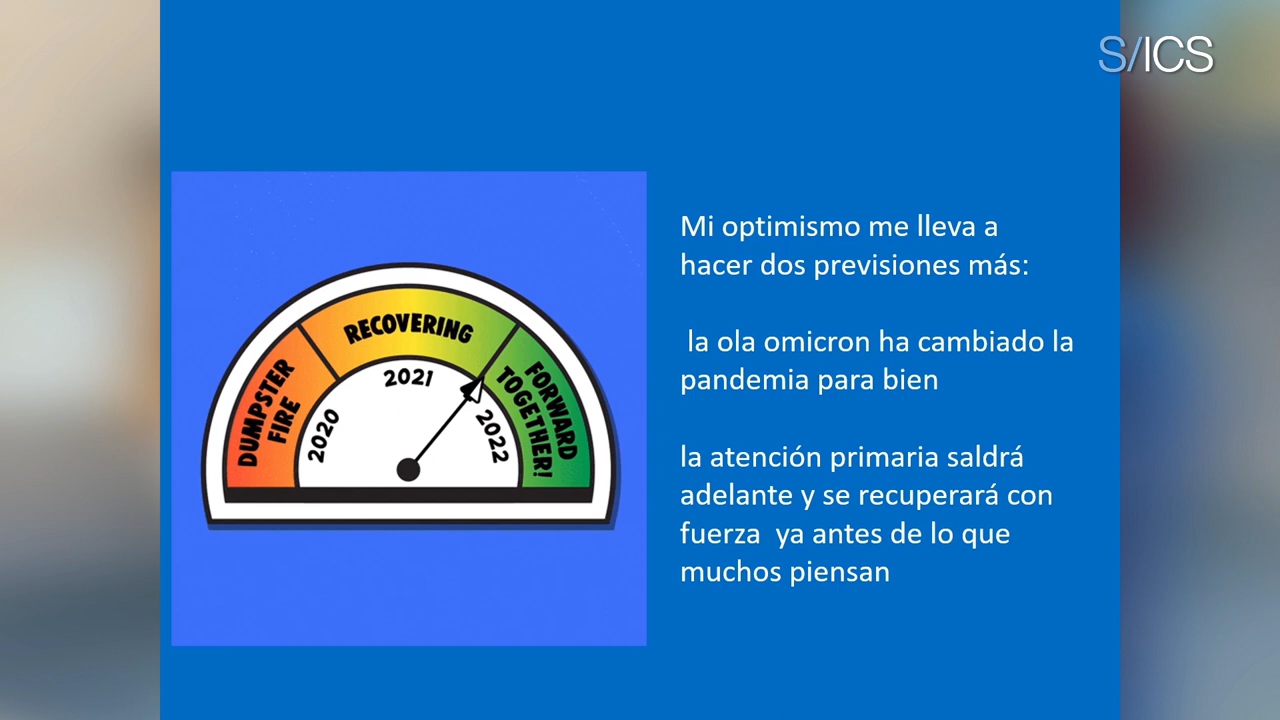 S/ICS
Mi optimismo me lleva a
hacer dos previsiones más:
la ola omicron ha cambiado la
pandemia para bien
la atención primaria saldrá
adelante y se recuperará con
fuerza  ya antes de lo que
muchos piensan
DUMPSTER
FIRE
RECOVERING
FORWARD
TOGETHER!
2020
2021
2022